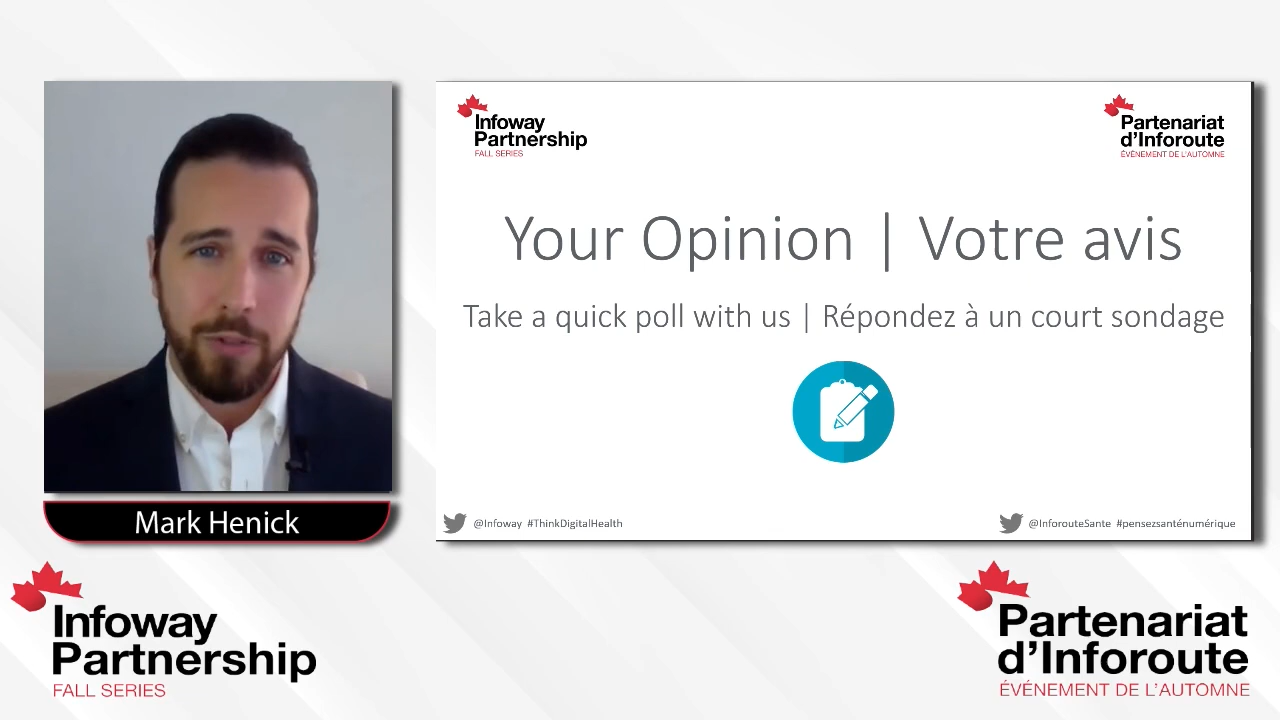 Infoway
Partnership
FALL SERIES
Partenariat
d'Inforoute
ÉVÉNEMENT DE L'AUTOMNE
Your Opinion | Votre avis
Take a quick poll with us | Répondez à un court sondage
@Infoway #ThinkDigitalHealth
@InforouteSante #pensezsanténumérique
Mark Henick
Infoway
Partnership
FALL SERIES
Partenariat
d'Inforoute
ÉVÉNEMENT DE L'AUTOMNE